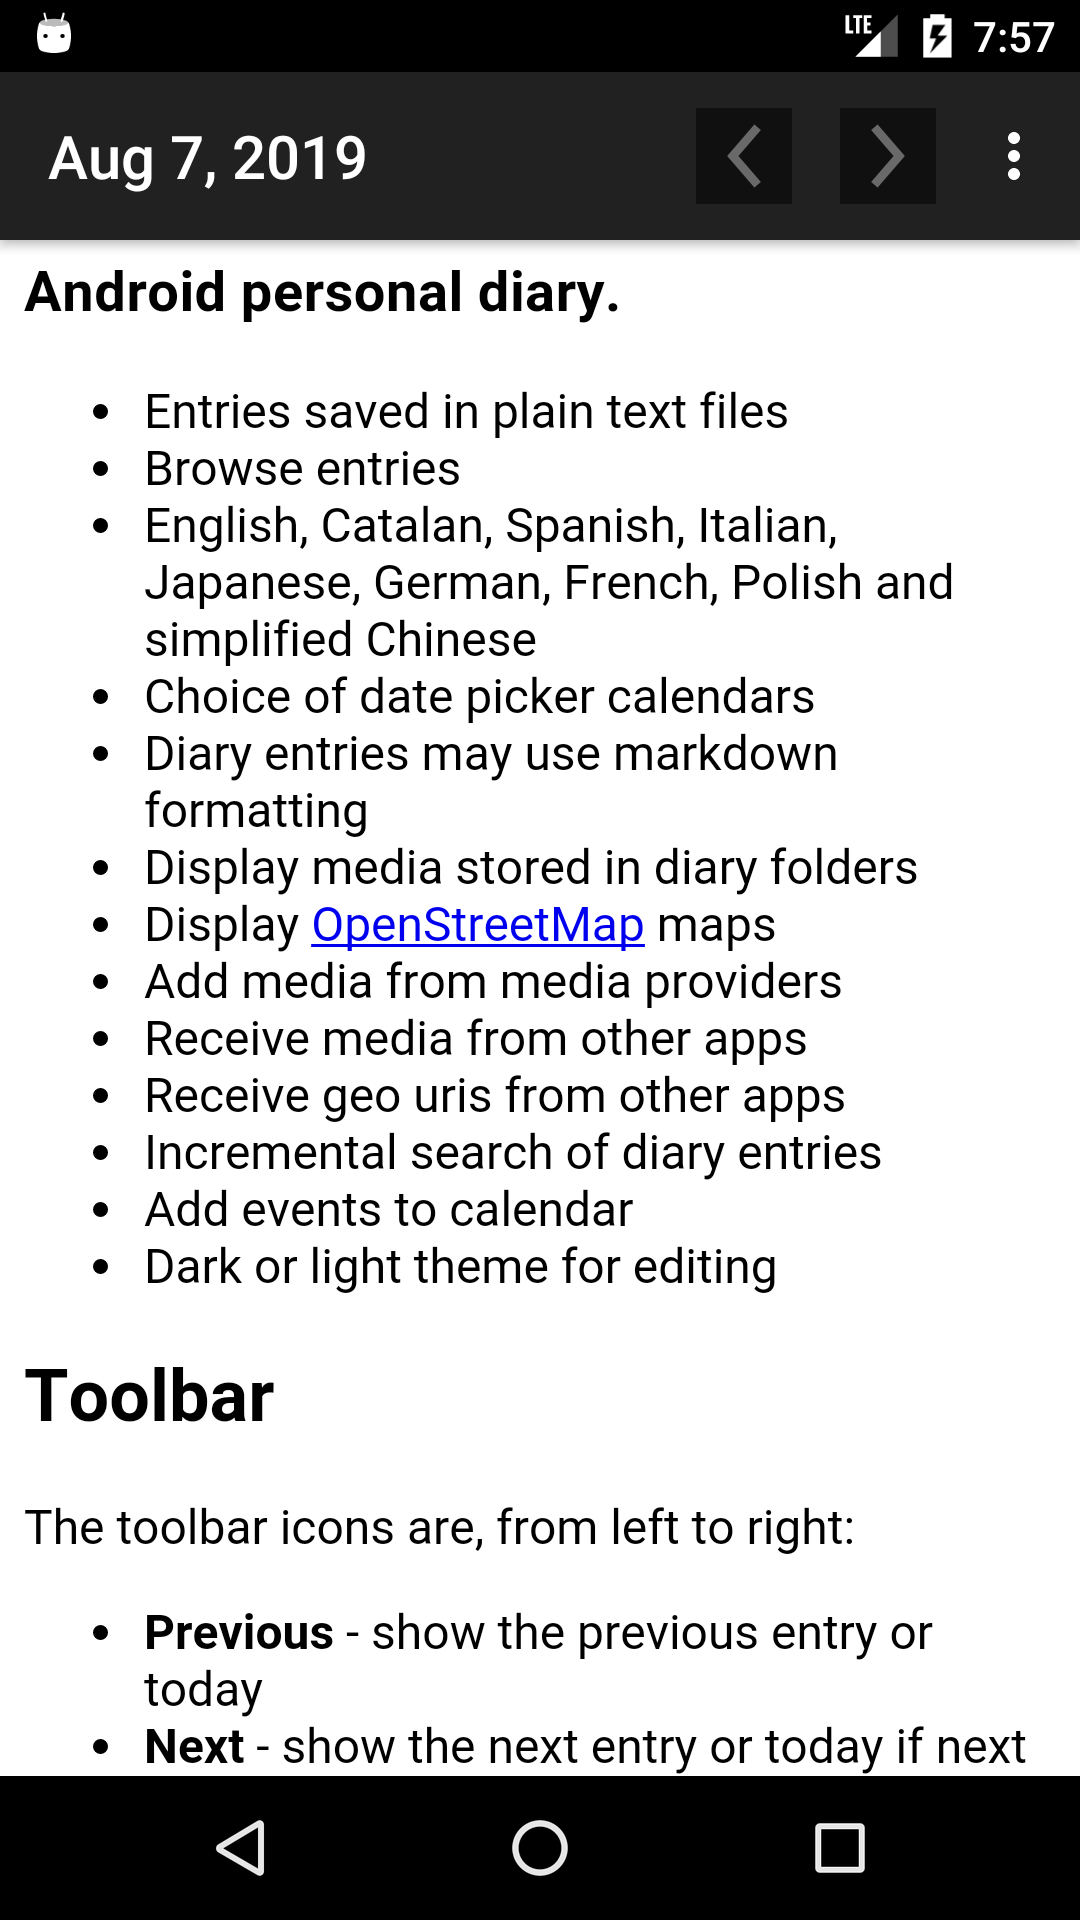 LTE 7:57
Aug 7, 2019
Android personal diary.
• Entries saved in plain text files
• Browse entries
• English, Catalan, Spanish, Italian,
Japanese, German, French, Polish and
simplified Chinese
• Choice of date picker calendars
• Diary entries may use markdown
formatting
• Display media stored in diary folders
• Display OpenStreetMap maps
• Add media from media providers
• Receive media from other apps
• Receive geo uris from other apps
• Incremental search of diary entries
• Add events to calendar
• Dark or light theme for editing
Toolbar
The toolbar icons are, from left to right:
• Previous - show the previous entry or
today
• Next - show the next entry or today if next